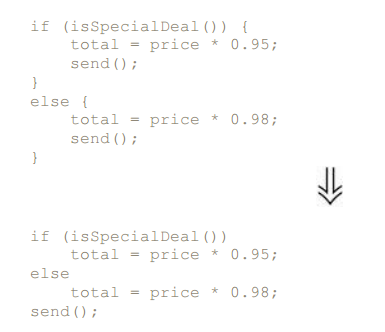 if (isSpecialDeal()) {
    total = price * 0.95;
    send();
}
else {
    total = price * 0.98;
    send();
}
if (isSpecialDeal())
    total = price * 0.95;
else
    total = price * 0.98;
send();